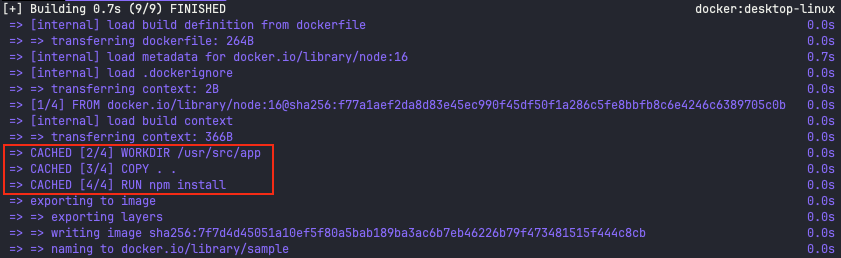 [+] Building 0.7s (9/9) FINISHED docker:desktop-linux
=> [internal] load build definition from dockerfile 0.0s
=> => transferring dockerfile: 264B 0.0s
=> [internal] load metadata for docker.io/library/node:16 0.7s
=> [internal] load .dockerignore 0.0s
=> => transferring context: 2B 0.0s
=> [1/4] FROM docker.io/library/node:16@sha256:f77a1aef2da8d83e45ec990f45df50f1a286c5fe8bbfb8c6e4246c6389705c0b 0.0s
=> [internal] load build context 0.0s
=> => transferring context: 366B 0.0s
=> CACHED [2/4] WORKDIR /usr/src/app 0.0s
=> CACHED [3/4] COPY . . 0.0s
=> CACHED [4/4] RUN npm install 0.0s
=> exporting to image 0.0s
=> => exporting layers 0.0s
=> => writing image sha256:7f7d4d45051a10ef5f80a5bab189ba3ac6b7eb46226b79f473481515f444c8cb 0.0s
=> => naming to docker.io/library/sample 0.0s